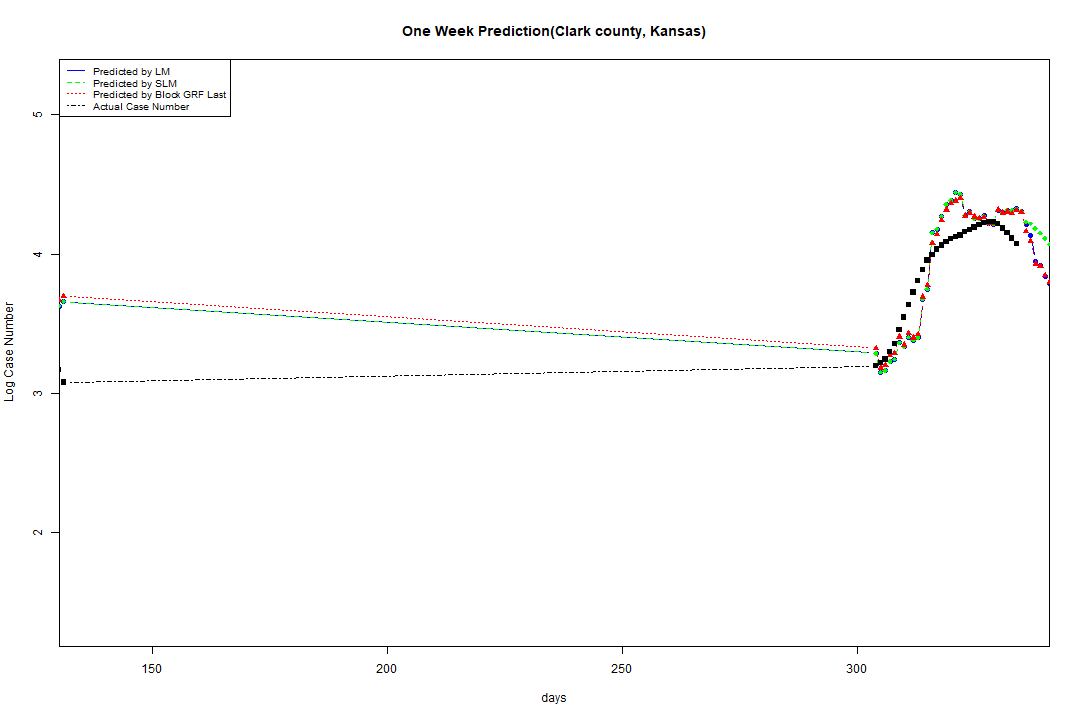 One Week Prediction(Clark county, Kansas)
Predicted by LM
Predicted by SLM
Predicted by Block GRF Last
Actual Case Number
5
4
3
2
Log Case Number
150 200 250 300
days